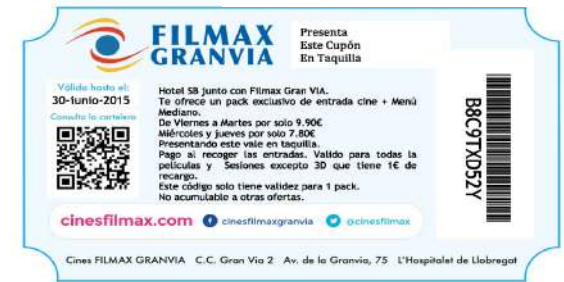 FILMAX
GRANVIA
Presenta
Este Cupón
En Taquilla
Válido hasta el:
30-junio-2015
Consulta la cartelera
Hotel SB junto con Filmax Gran VIA.
Te ofrece un pack exclusivo de entrada cine + Menú
Mediano.
De Viernes a Martes por solo 9.90€
Miércoles y jueves por solo 7.80€
Presentando este vale en taquilla.
Pago al recoger las entradas. Valido para todas la
películas y Sesiones excepto 3D que tiene 1€ de
recargo.
Este código solo tiene validez para 1 pack.
No acumulable a otras ofertas.
B8C9TXD52Y
cinesfilmax.com cinesfilmaxgranvia @cinesfilmax
Cines FILMAX GRANVIA C.C. Gran Via 2 Av. de la Granvia, 75 L'Hospitalet de Llobregat